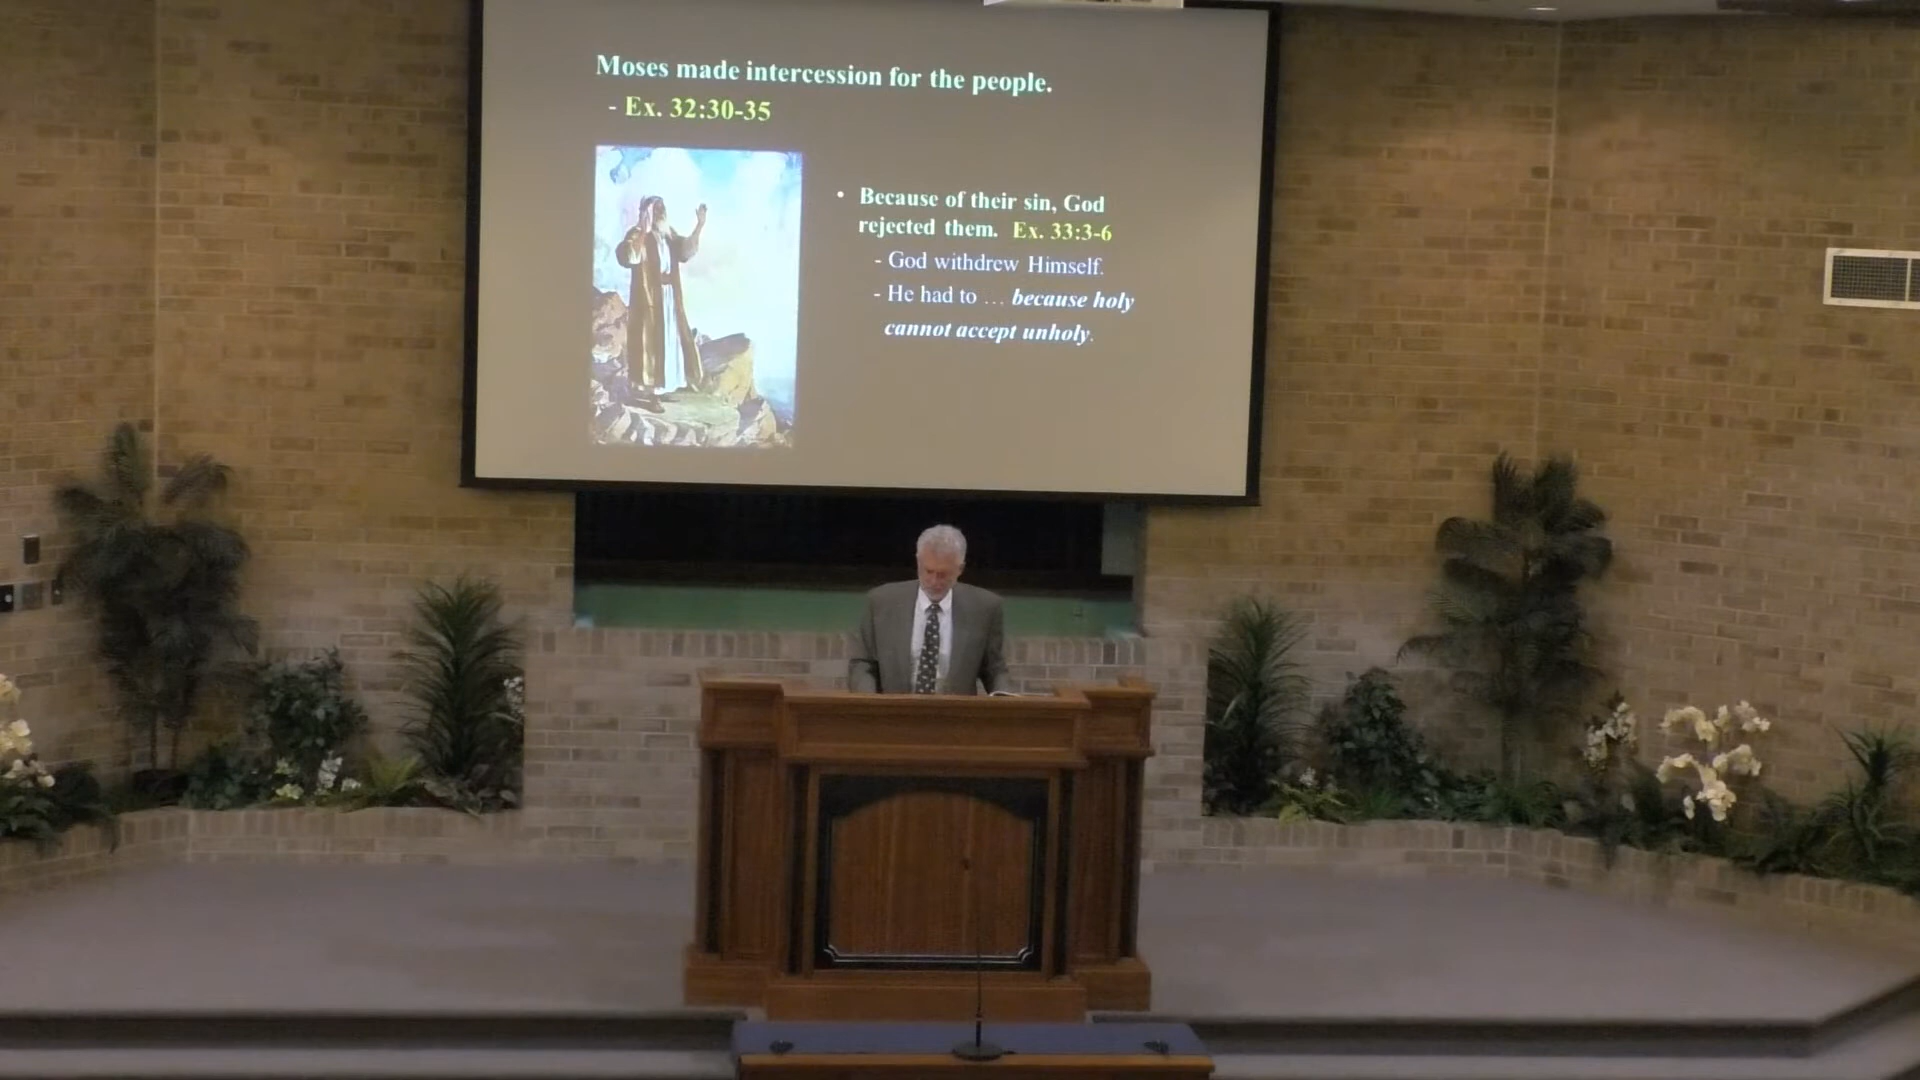 Moses made intercession for the people.
- Ex. 32:30-35
• Because of their sin, God
rejected them. Ex. 33:3-6
- God withdrew Himself.
- He had to … because holy
cannot accept unholy.